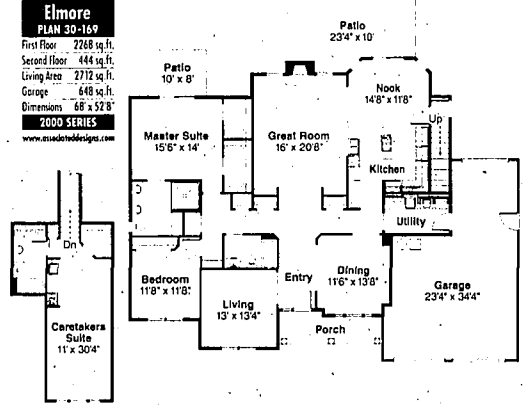 Elmore
PLAN 30-169
First Floor 2268 sq.ft.
Second Floor 444 sq.ft.
Living Area 2712 sq.ft.
Garage 648 sq.ft.
Dimensions 68' x 52'8"
2000 SERIES
www.associateddesigns.com
Patio
23'4" x 10'
Patio
10' x 8'
Nook
14'8" x 11'8"
Up
Master Suite
15'6" x 14'
Great Room
16' x 20'8"
Kitchen
Utility
Dn
Bedroom
11'8" x 11'8"
Entry
Dining
11'6" x 13'8"
Garage
23'4" x 34'4"
Living
13' x 13'4"
Porch
Caretakers
Suite
11' x 30'4"